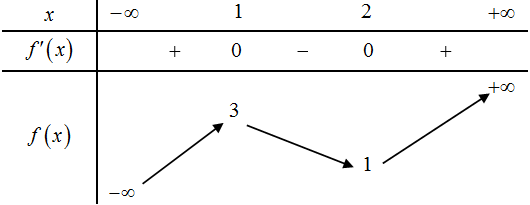 x −∞ 1 2 +∞
f′(x) + 0 − 0 +
+∞
3
f(x)
1
−∞